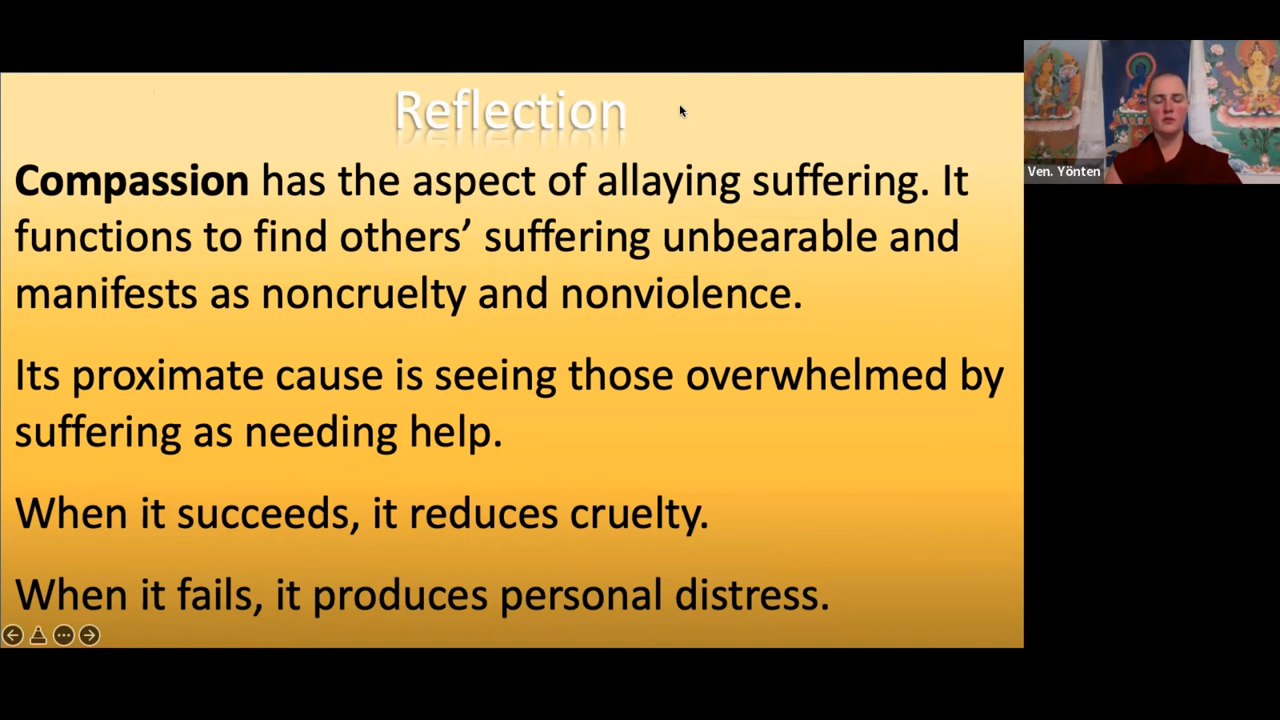 Reflection
Compassion has the aspect of allaying suffering. It
functions to find others’ suffering unbearable and
manifests as noncruelty and nonviolence.
Its proximate cause is seeing those overwhelmed by
suffering as needing help.
When it succeeds, it reduces cruelty.
When it fails, it produces personal distress.
Ven. Yönten